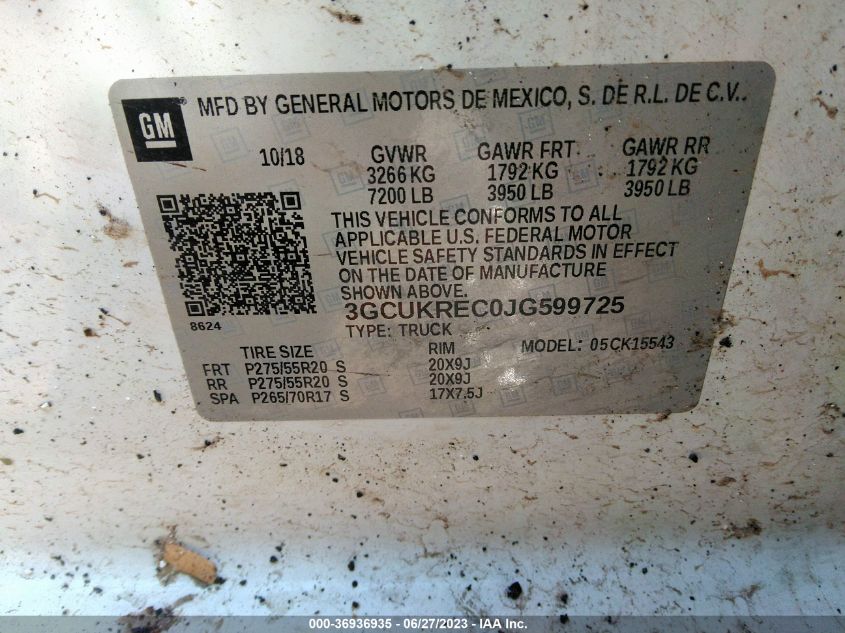 GM
MFD BY GENERAL MOTORS DE MEXICO, S. DE R.L. DE C.V..
10/18 GVWR GAWR FRT GAWR RR
3266 KG 1792 KG 1792 KG
7200 LB 3950 LB 3950 LB
THIS VEHICLE CONFORMS TO ALL
APPLICABLE U.S. FEDERAL MOTOR
VEHICLE SAFETY STANDARDS IN EFFECT
ON THE DATE OF MANUFACTURE
SHOWN ABOVE.
8624 3GCUKREC0JG599725
TYPE: TRUCK
TIRE SIZE RIM MODEL: 05CK15543
FRT P275/55R20 S 20X9J
RR P275/55R20 S 20X9J
SPA P265/70R17 S 17X7.5J
000-36936935 - 06/27/2023 - © IAA, LLC